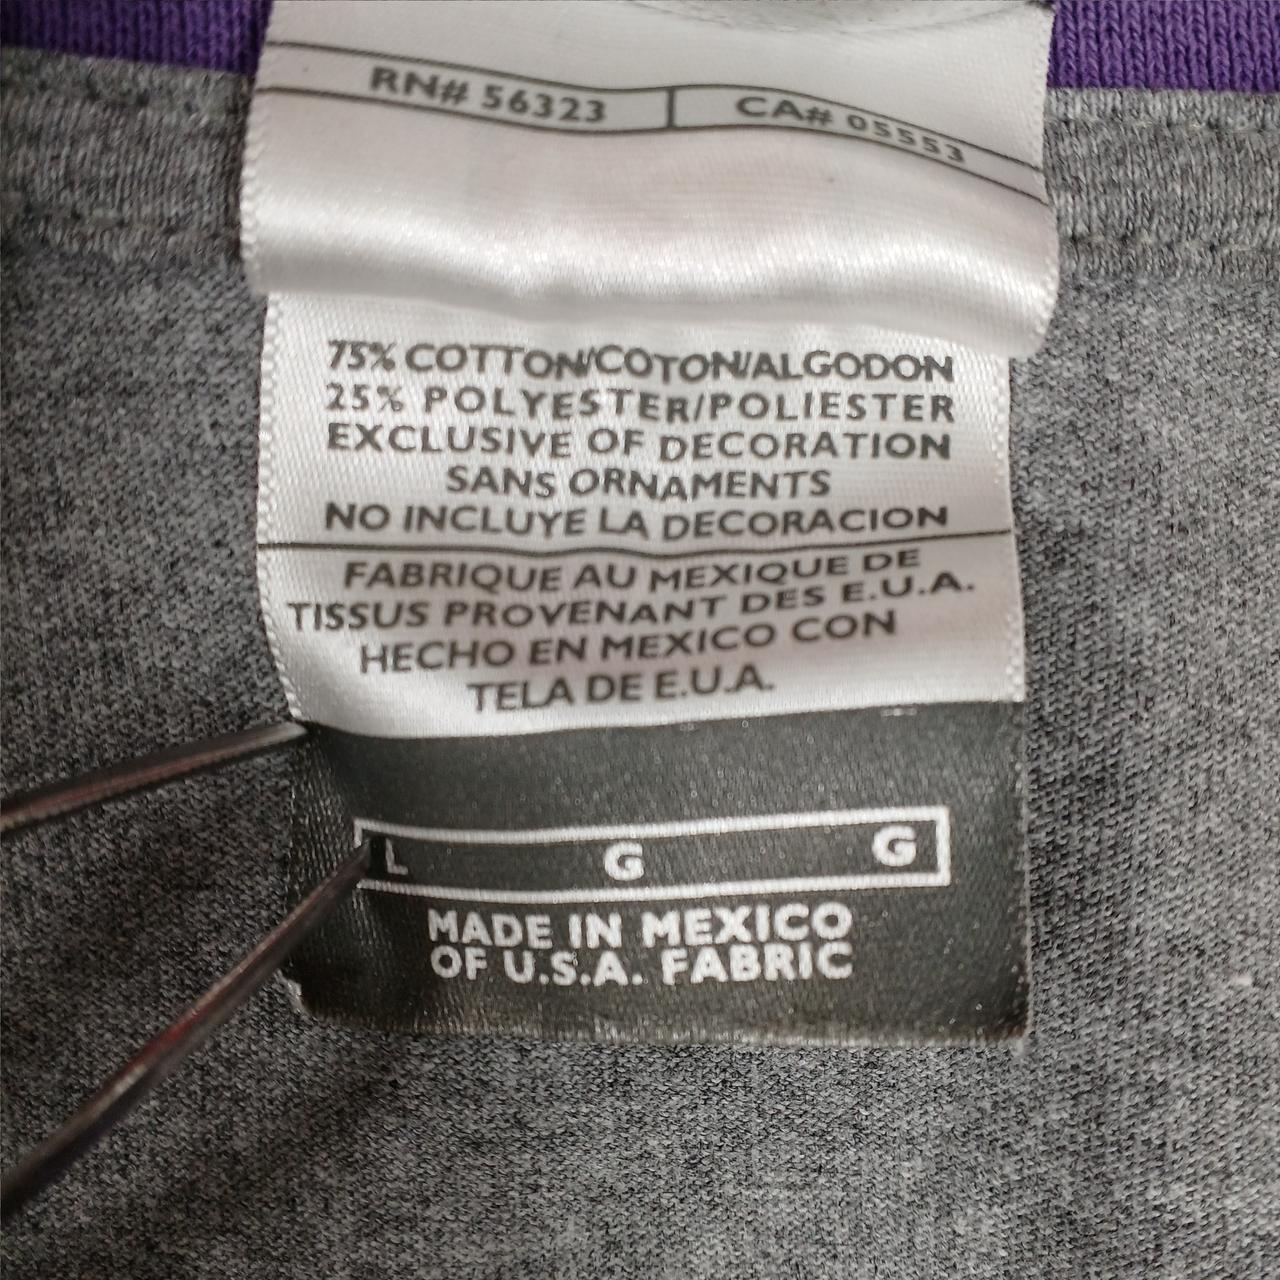 RN# 56323 CA# 05553
75% COTTON/COTON/ALGODON
25% POLYESTER/POLIESTER
EXCLUSIVE OF DECORATION
SANS ORNAMENTS
NO INCLUYE LA DECORACION
FABRIQUE AU MEXIQUE DE
TISSUS PROVENANT DES E.U.A.
HECHO EN MEXICO CON
TELA DE E.U.A.
L G G
MADE IN MEXICO
OF U.S.A. FABRIC